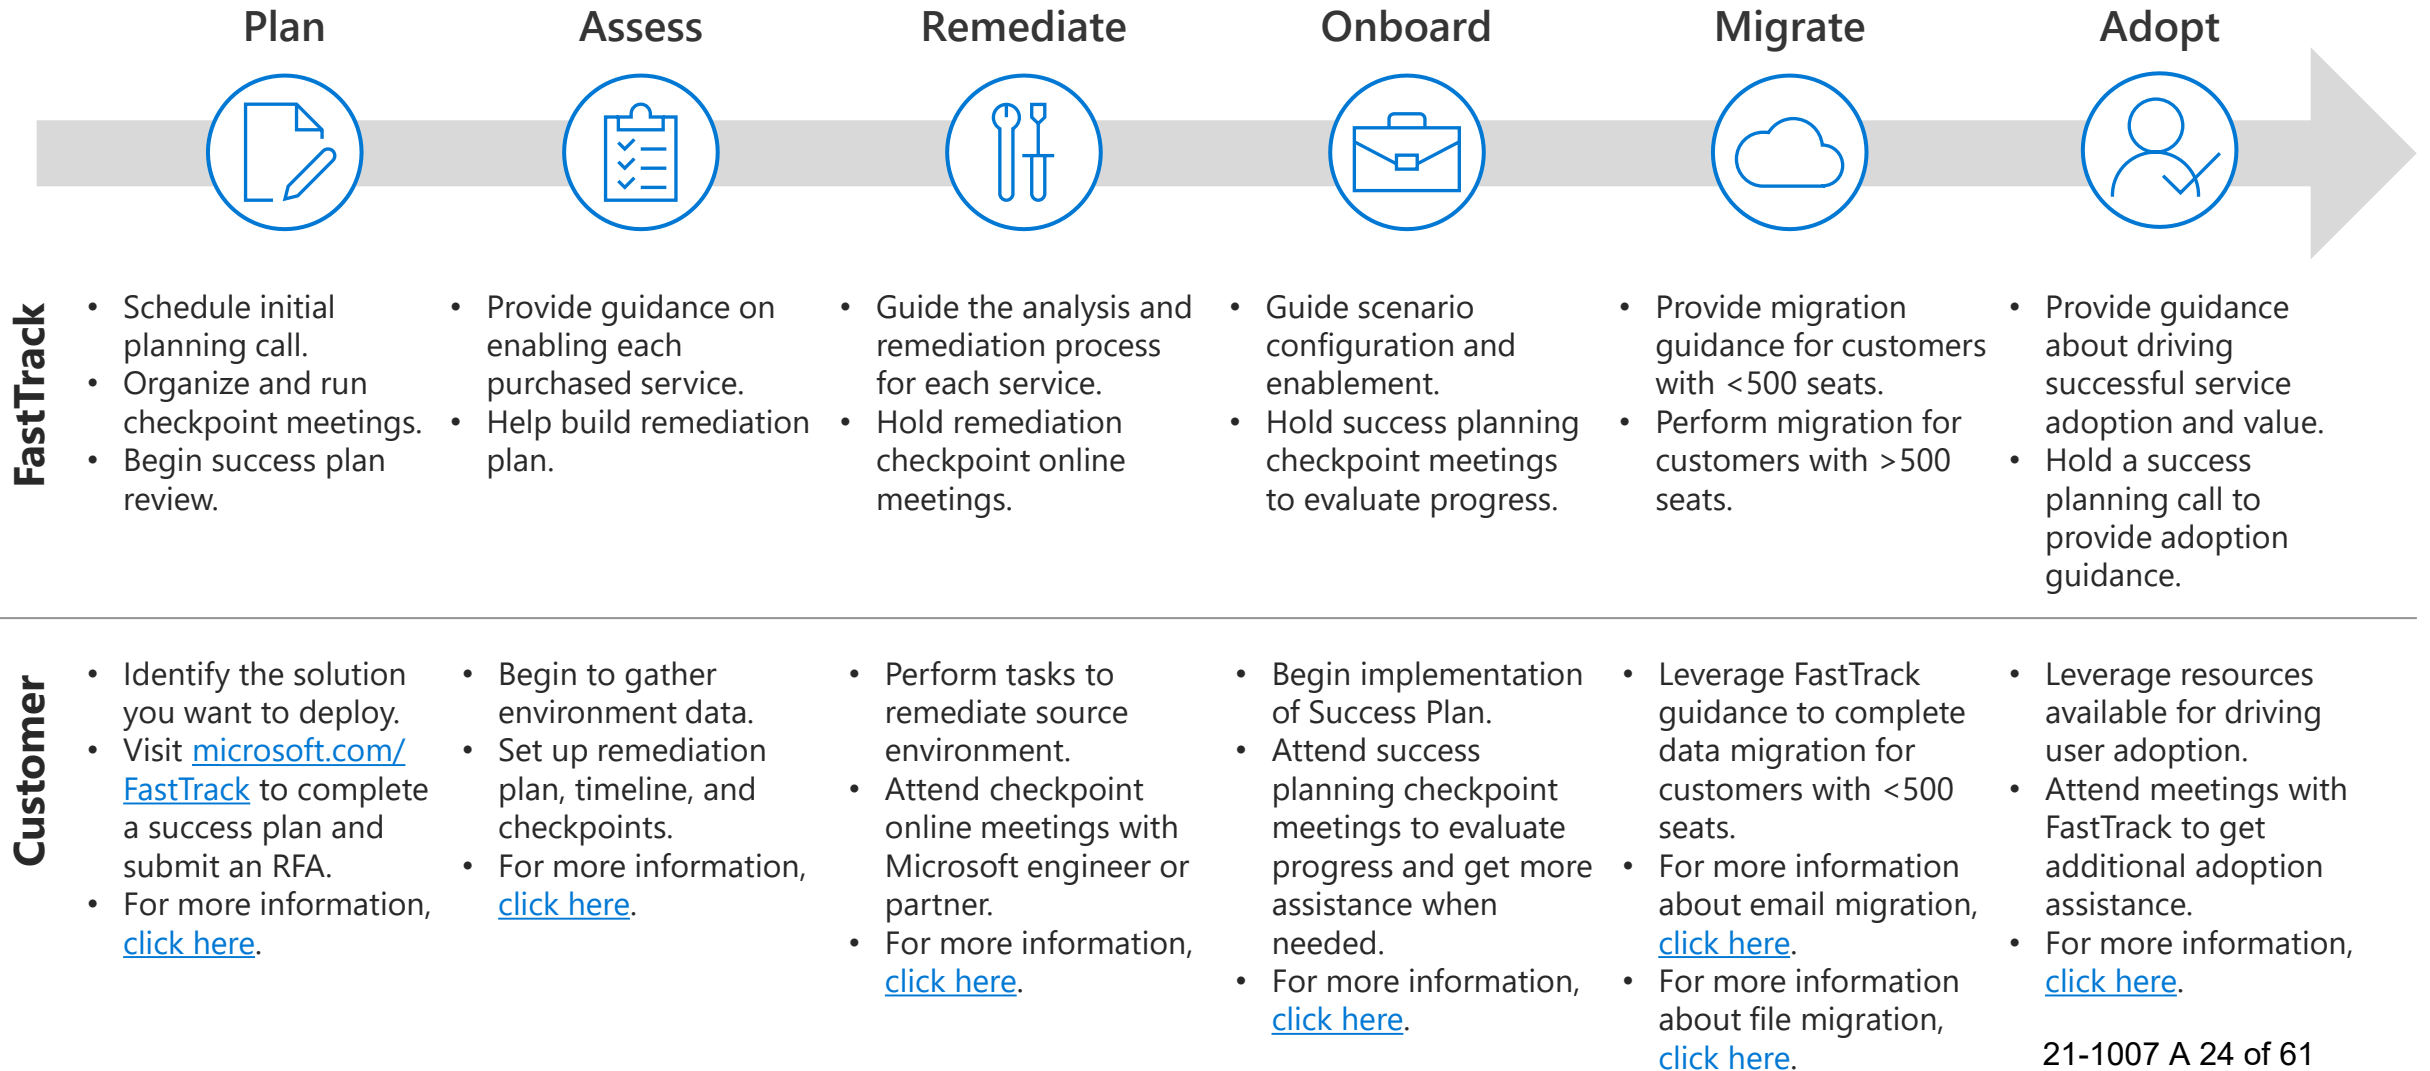 Plan
Assess
Remediate
Onboard
Migrate
Adopt
FastTrack
• Schedule initial
planning call.
• Organize and run
checkpoint meetings.
• Begin success plan
review.
• Provide guidance on
enabling each
purchased service.
• Help build remediation
plan.
• Guide the analysis and
remediation process
for each service.
• Hold remediation
checkpoint online
meetings.
• Guide scenario
configuration and
enablement.
• Hold success planning
checkpoint meetings
to evaluate progress.
• Provide migration
guidance for customers
with <500 seats.
• Perform migration for
customers with >500
seats.
• Provide guidance
about driving
successful service
adoption and value.
• Hold a success
planning call to
provide adoption
guidance.
Customer
• Identify the solution
you want to deploy.
• Visit microsoft.com/
FastTrack to complete
a success plan and
submit an RFA.
• For more information,
click here.
• Begin to gather
environment data.
• Set up remediation
plan, timeline, and
checkpoints.
• For more information,
click here.
• Perform tasks to
remediate source
environment.
• Attend checkpoint
online meetings with
Microsoft engineer or
partner.
• For more information,
click here.
• Begin implementation
of Success Plan.
• Attend success
planning checkpoint
meetings to evaluate
progress and get more
assistance when
needed.
• For more information,
click here.
• Leverage FastTrack
guidance to complete
data migration for
customers with <500
seats.
• For more information
about email migration,
click here.
• For more information
about file migration,
click here.
• Leverage resources
available for driving
user adoption.
• Attend meetings with
FastTrack to get
additional adoption
assistance.
• For more information,
click here.
21-1007 A 24 of 61